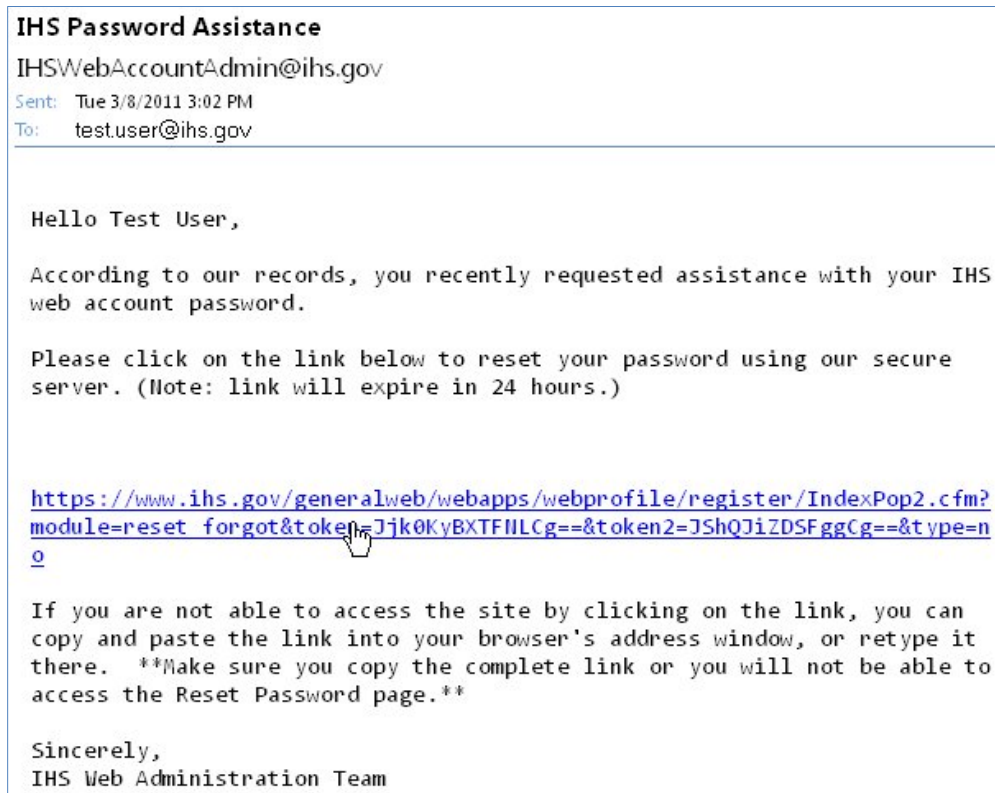 IHS Password Assistance
IHSWebAccountAdmin@ihs.gov
Sent: Tue 3/8/2011 3:02 PM
To: test.user@ihs.gov
Hello Test User,
According to our records, you recently requested assistance with your IHS
web account password.
Please click on the link below to reset your password using our secure
server. (Note: link will expire in 24 hours.)
https://www.ihs.gov/generalweb/webapps/webprofile/register/IndexPop2.cfm?
module=reset_forgot&token=Jjk0KyBXTFNLCg==&token2=JShQJiZDSFggCg==&type=n
o
If you are not able to access the site by clicking on the link, you can
copy and paste the link into your browser's address window, or retype it
there.  **Make sure you copy the complete link or you will not be able to
access the Reset Password page.**
Sincerely,
IHS Web Administration Team